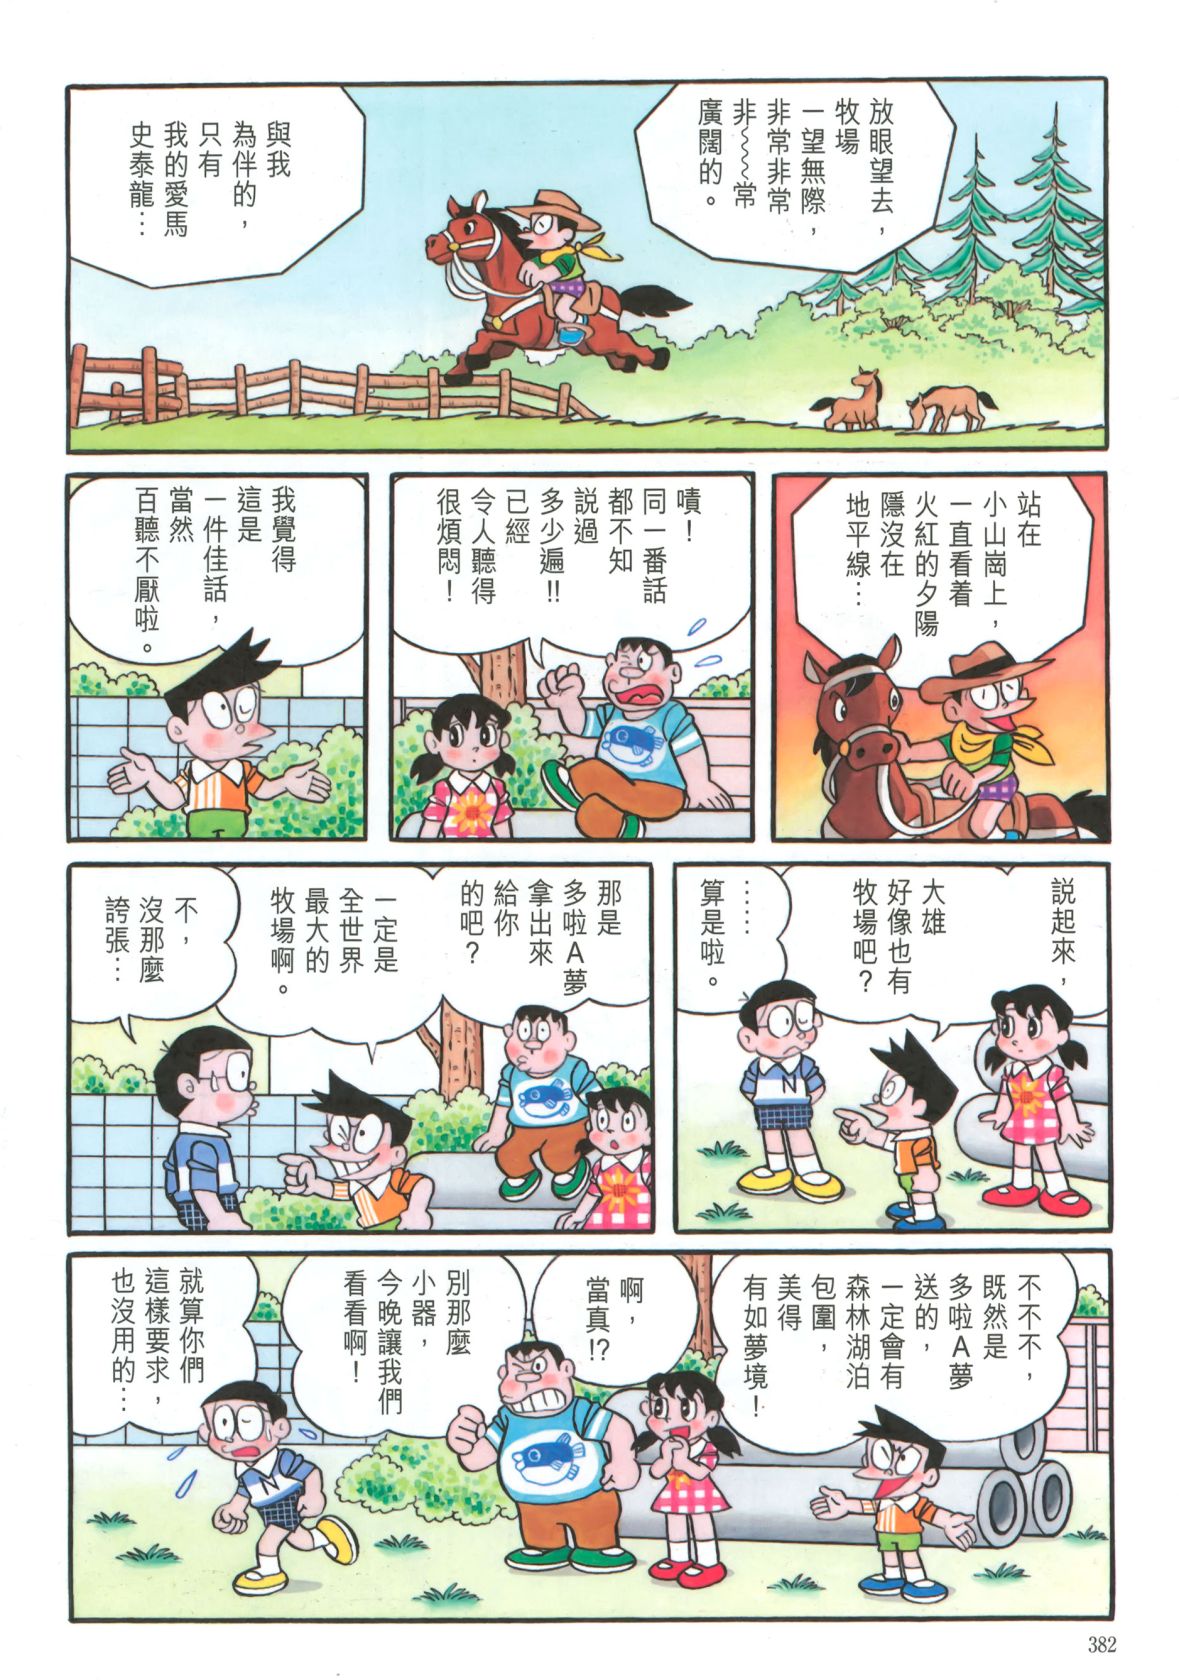 放眼望去，
牧場
一望無際，
非常非常
非～～～常
廣闊的。
與我
為伴的，
只有
我的愛馬
史泰龍…
站在
小山崗上，
一直看着
火紅的夕陽
隱沒在
地平線…
嘖！
同一番話
都不知
説過
多少遍!!
已經
令人聽得
很煩悶！
我覺得
這是
一件佳話，
當然
百聽不厭啦。
説起來，
大雄
好像也有
牧場吧？
……
算是啦。
那是
多啦A夢
拿出來
給你
的吧？
一定是
全世界
最大的
牧場啊。
不，
沒那麼
誇張…
不不不，
既然是
多啦A夢
送的，
一定會有
森林湖泊
包圍，
美得
有如夢境！
啊，
當真!?
別那麼
小器，
今晚讓我們
看看啊！
就算你們
這樣要求，
也沒用的…
N
N
382